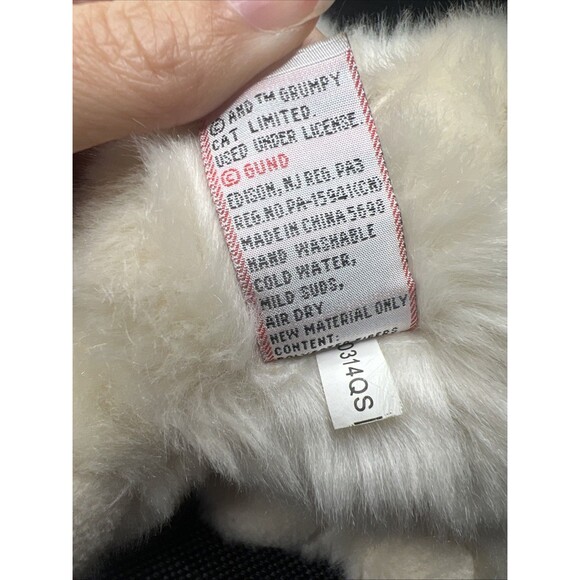 © AND ™ GRUMPY
CAT LIMITED.
USED UNDER LICENSE.
© GUND
EDISON, NJ REG. PA3
REG.NO.PA-15941(CN)
MADE IN CHINA 5698
HAND WASHABLE
COLD WATER,
MILD SUDS,
AIR DRY
NEW MATERIAL ONLY
CONTENT:
0314QS